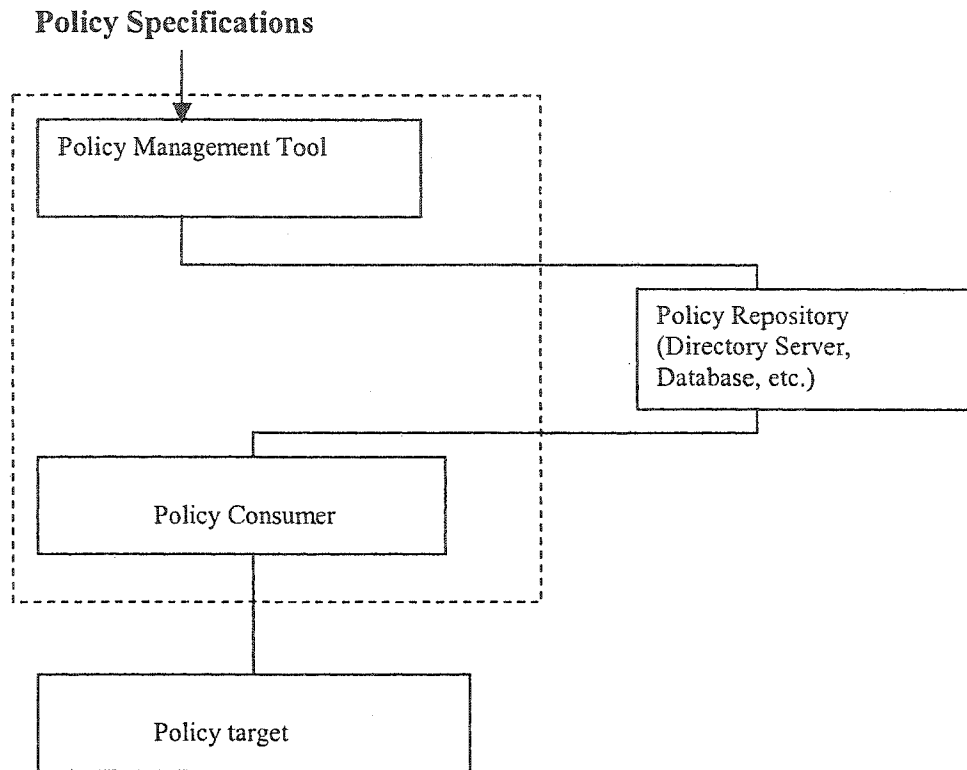 Policy Specifications
Policy Management Tool
Policy Repository
(Directory Server,
Database, etc.)
Policy Consumer
Policy target